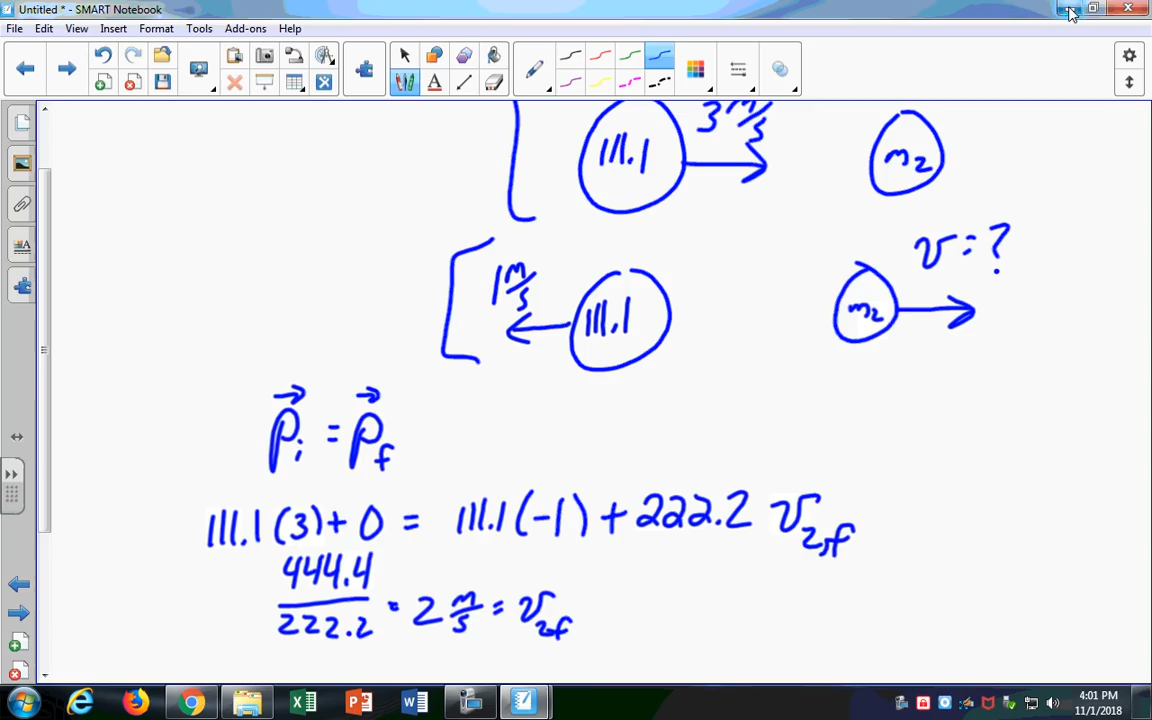 Untitled * - SMART Notebook
File Edit View Insert Format Tools Add-ons Help
111.1 3 m/s m₂
1 m/s 111.1 m₂ v = ?
p⃗ᵢ = p⃗f
111.1(3)+0 = 111.1(-1)+222.2 v₂,f
444.4
222.2 = 2 m/s = v₂,f
4:01 PM
11/1/2018